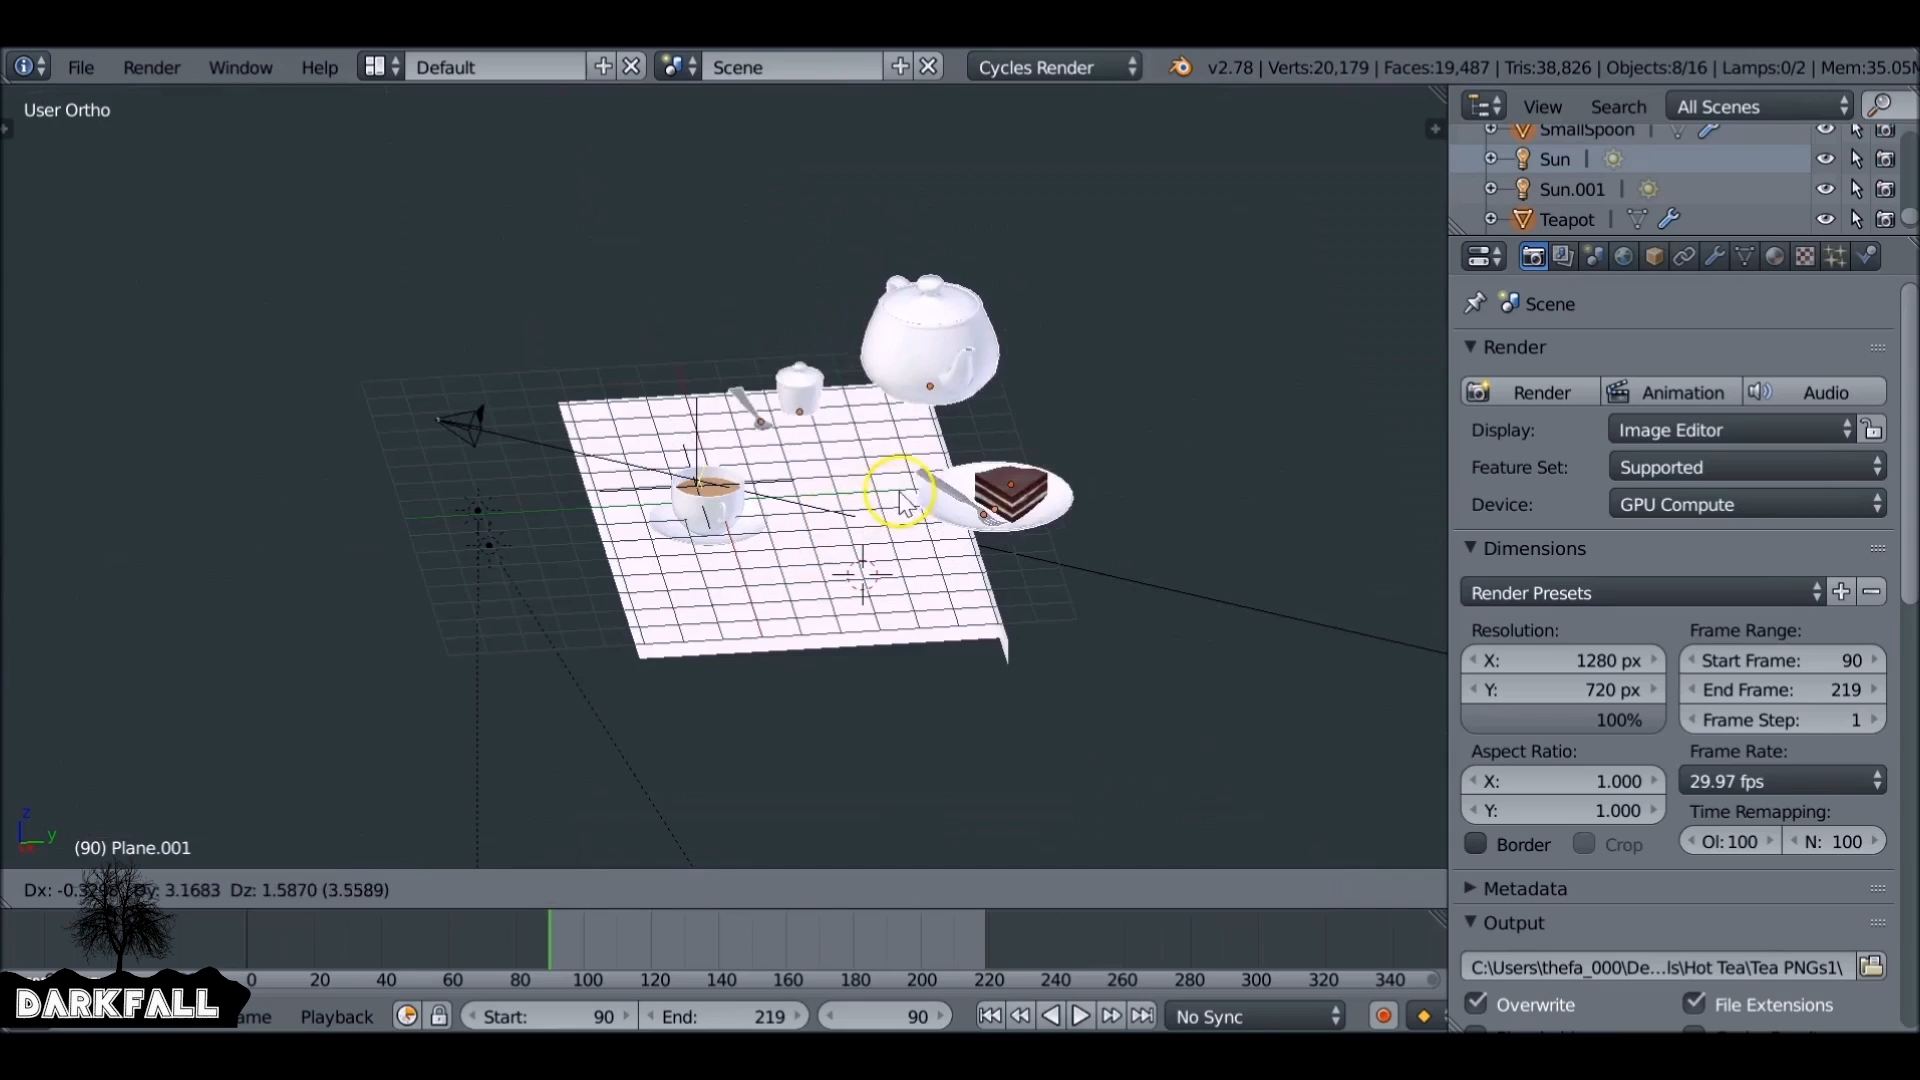 File Render Window Help Default Scene Cycles Render v2.78 | Verts:20,179 | Faces:19,487 | Tris:38,826 | Objects:8/16 | Lamps:0/2 | Mem:35.05M
User Ortho
View Search All Scenes
SmallSpoon
Sun
Sun.001
Teapot
Scene
Render
Render Animation Audio
Display: Image Editor
Feature Set: Supported
Device: GPU Compute
Dimensions
Render Presets
Resolution: Frame Range:
X: 1280 px Start Frame: 90
Y: 720 px End Frame: 219
100% Frame Step: 1
Aspect Ratio: Frame Rate:
X: 1.000 29.97 fps
Y: 1.000 Time Remapping:
Border Crop Ol: 100 N: 100
Metadata
Output
C:\Users\thefa_000\De...ls\Hot Tea\Tea PNGs1\
Overwrite File Extensions
z
y
(90) Plane.001
Dx: Dy: 3.1683 Dz: 1.5870 (3.5589)
0 20 40 60 80 100 120 140 160 180 200 220 240 260 280 300 320 340
DARKFALL
Playback Start: 90 End: 219 90 No Sync